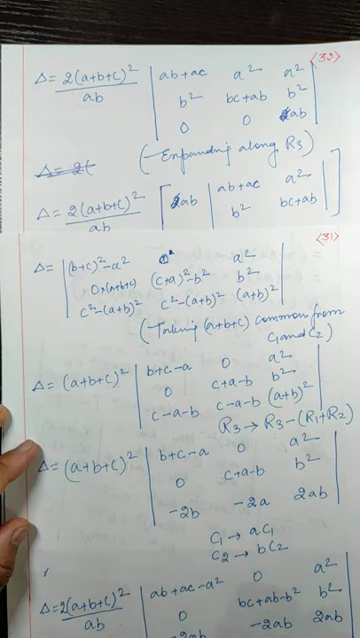 (32)
Δ = 2(a+b+c)² / ab | ab+ac a² a² |
| b² bc+ab b² |
| 0 0 2ab |
(Expanding along R3)
Δ = 2(
Δ = 2(a+b+c)² / ab [ 2ab | ab+ac a² | ]
| b² bc+ab |
(31)
Δ = | (b+c)²-a² a² |
| 0x(a+b+c) (c+a)²-b² b² |
| c²-(a+b)² c²-(a+b)² (a+b)² |
(Taking (a+b+c) common from
C1 and C2)
Δ = (a+b+c)² | b+c-a 0 a² |
| 0 c+a-b b² |
| c-a-b c-a-b (a+b)² |
R3 → R3-(R1+R2)
Δ = (a+b+c)² | b+c-a 0 a² |
| 0 c+a-b b² |
| -2b -2a 2ab |
C1 → aC1
C2 → bC2
Δ = 2(a+b+c)² / ab | ab+ac-a² 0 a² |
| 0 bc+ab-b² b² |
| -2ab -2ab 2ab |